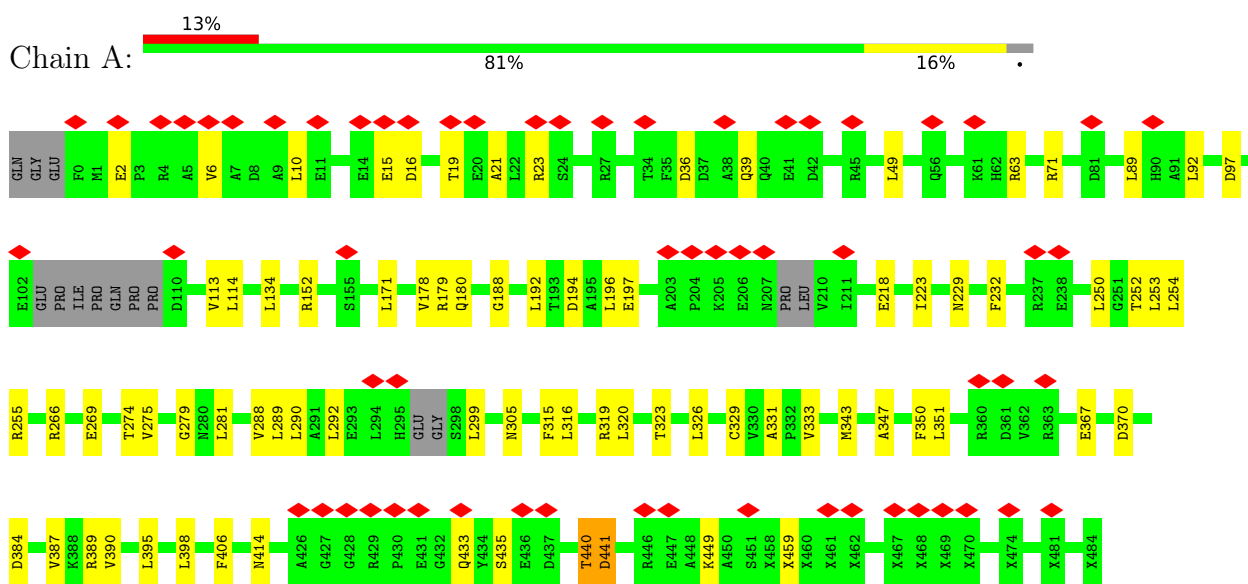 13%
Chain A:
81% 16% •
GLN GLY GLU F0 M1 E2 P3 R4 A5 V6 A7 D8 A9 L10 E11 E14 E15 D16 T19 E20 A21 L22 R23 S24 R27 T34 F35 D36 D37 A38 Q39 Q40 E41 D42 R45 L49 Q56 K61 H62 R63 R71 D81 L89 H90 A91 L92 D97
E102 GLU PRO ILE PRO GLN PRO PRO D110 V113 L114 L134 R152 S155 L171 V178 R179 Q180 G188 L192 T193 D194 A195 L196 E197 A203 P204 K205 E206 N207 PRO LEU V210 I211 E218 I223 N229 F232 R237 E238 L250 G251 T252 L253 L254
R255 R266 E269 T274 V275 G279 N280 L281 V288 L289 L290 A291 L292 E293 L294 H295 GLU GLY S298 L299 N305 F315 L316 R319 L320 T323 L326 C329 V330 A331 P332 V333 M343 A347 F350 L351 R360 D361 V362 R363 E367 D370
D384 V387 K388 R389 V390 L395 L398 F406 N414 A426 G427 G428 R429 P430 E431 G432 Q433 Y434 S435 E436 D437 T440 D441 R446 E447 A448 K449 A450 S451 X458 X459 X460 X461 X462 X467 X468 X469 X470 X474 X481 X484